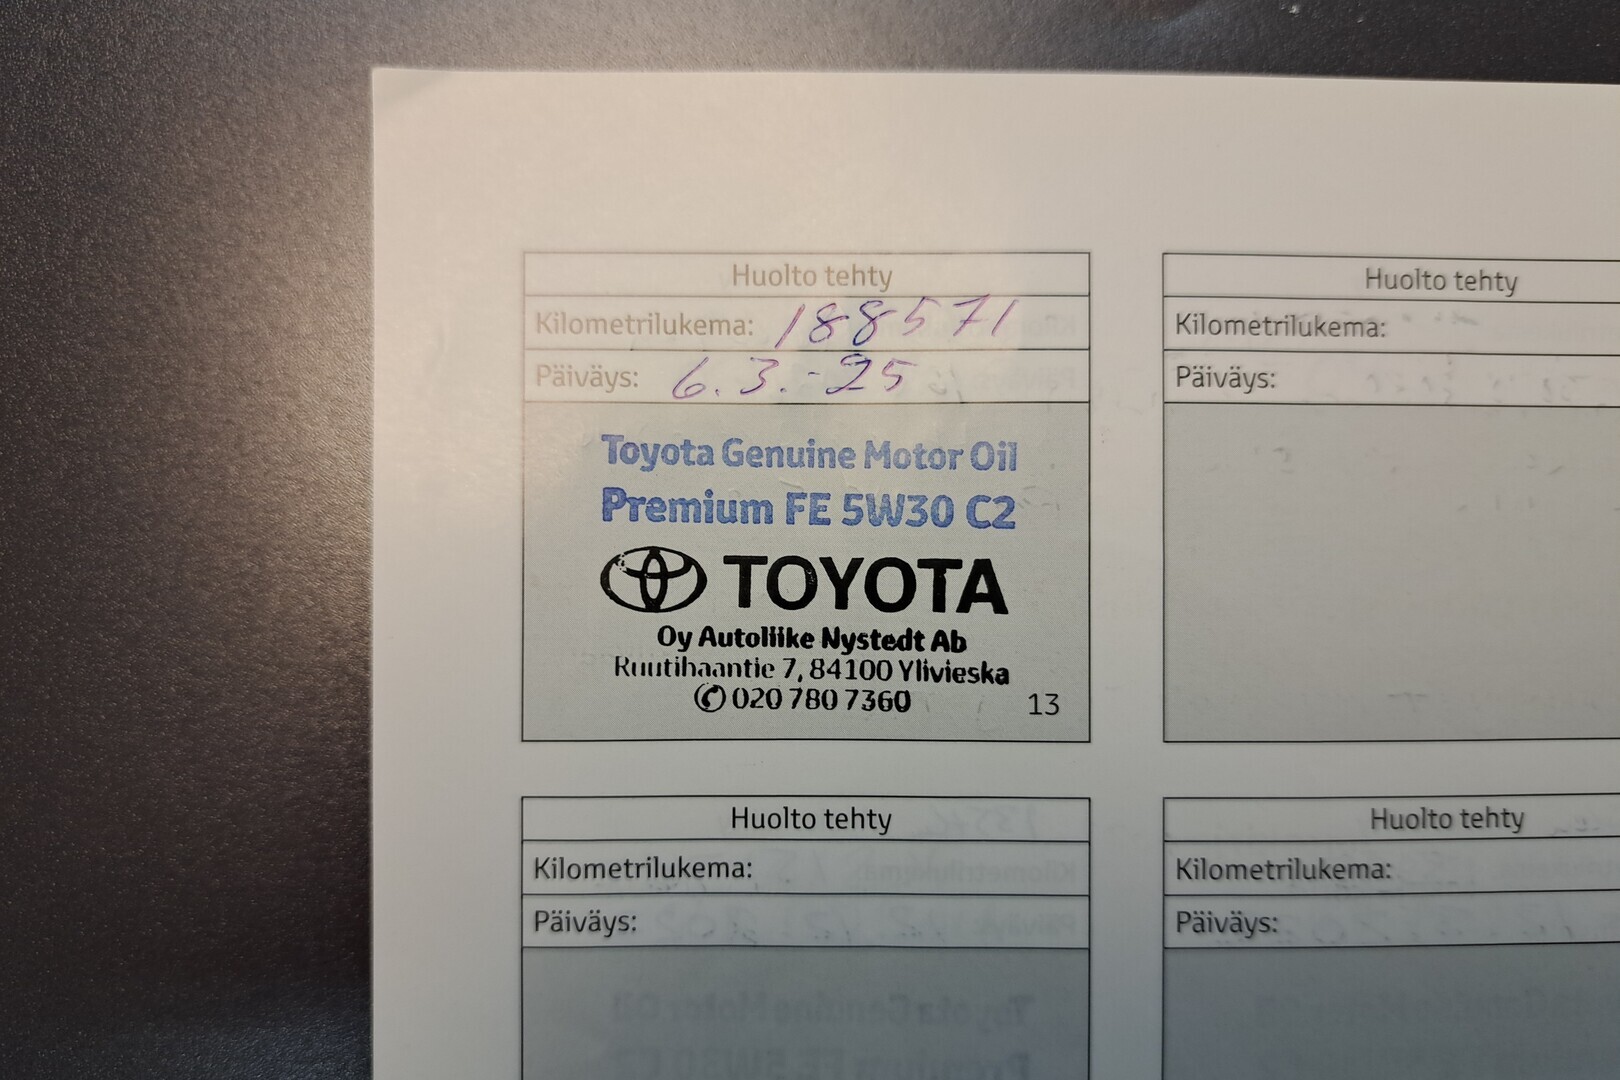 Huolto tehty
Kilometrilukema: 188571
Päiväys: 6.3.-25
Toyota Genuine Motor Oil
Premium FE 5W30 C2
TOYOTA
Oy Autoliike Nystedt Ab
Ruutihaantie 7, 84100 Ylivieska
020 780 7360
13
Huolto tehty
Kilometrilukema:
Päiväys:
Huolto tehty
Kilometrilukema:
Päiväys:
Huolto tehty
Kilometrilukema:
Päiväys: